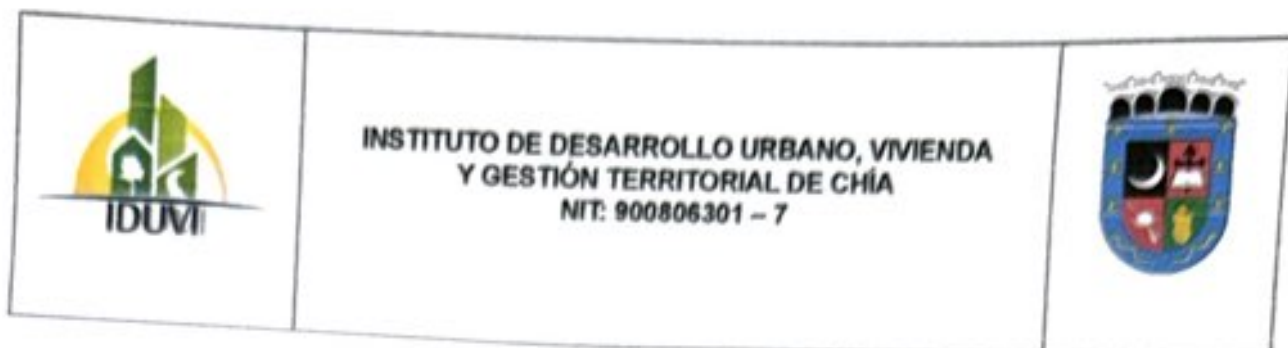 IDUVI
INSTITUTO DE DESARROLLO URBANO, VIVIENDA
Y GESTIÓN TERRITORIAL DE CHÍA
NIT: 900806301 – 7